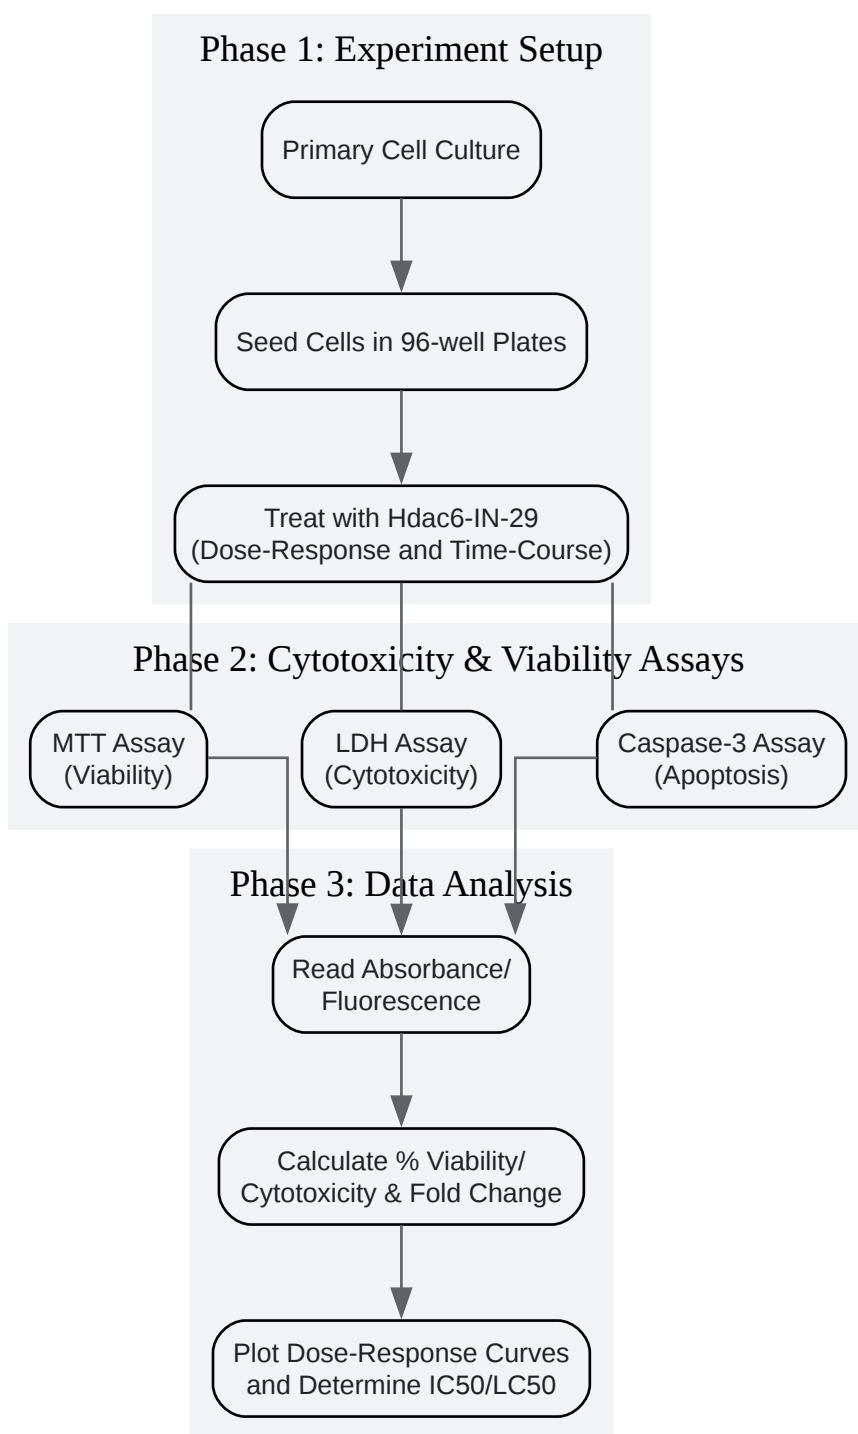 Phase 1: Experiment Setup
Primary Cell Culture
Seed Cells in 96-well Plates
Treat with Hdac6-IN-29
(Dose-Response and Time-Course)
Phase 2: Cytotoxicity & Viability Assays
MTT Assay
(Viability)
LDH Assay
(Cytotoxicity)
Caspase-3 Assay
(Apoptosis)
Phase 3: Data Analysis
Read Absorbance/
Fluorescence
Calculate % Viability/
Cytotoxicity & Fold Change
Plot Dose-Response Curves
and Determine IC50/LC50